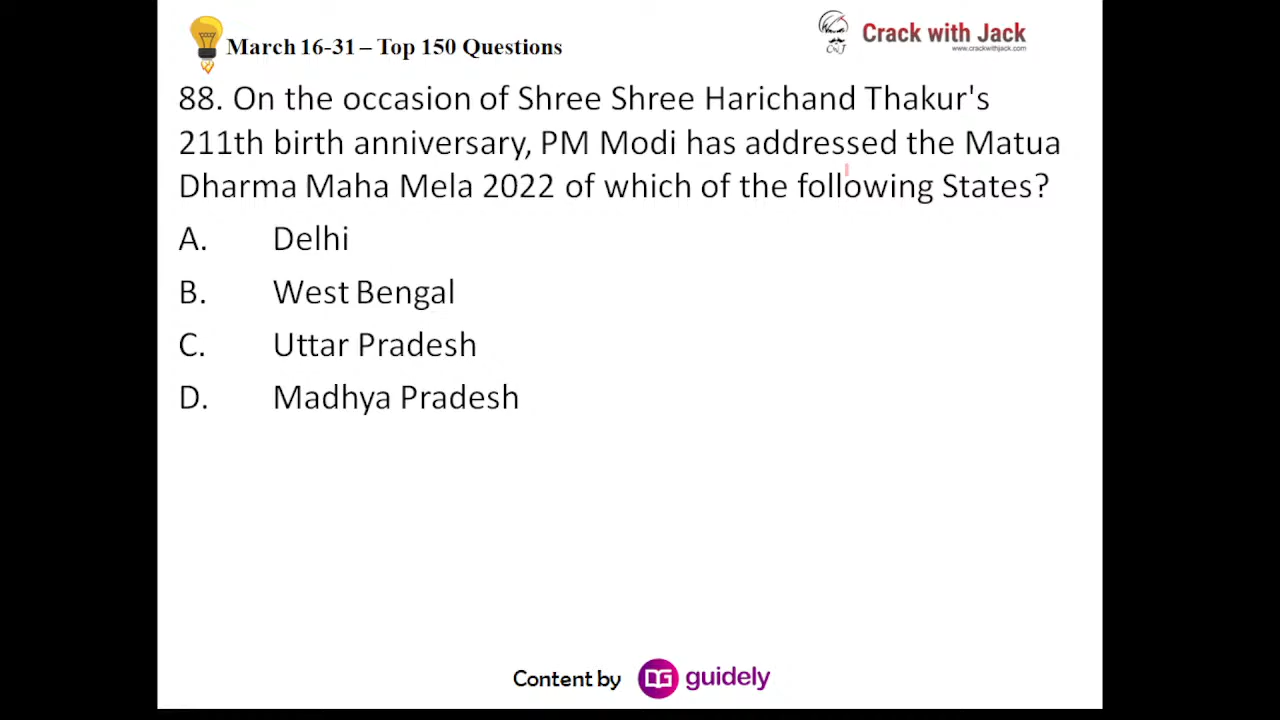 March 16-31 – Top 150 Questions
Crack with Jack
www.crackwithjack.com
CWJ
88. On the occasion of Shree Shree Harichand Thakur's
211th birth anniversary, PM Modi has addressed the Matua
Dharma Maha Mela 2022 of which of the following States?
A. Delhi
B. West Bengal
C. Uttar Pradesh
D. Madhya Pradesh
Content by guidely